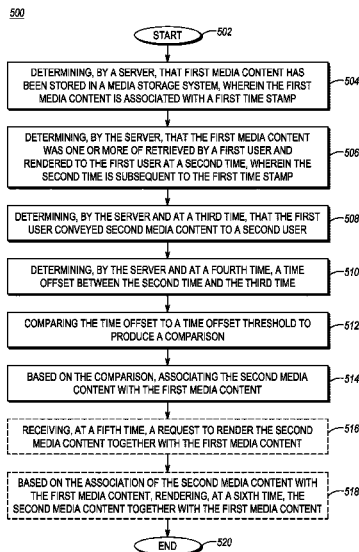 500
START
502
DETERMINING, BY A SERVER, THAT FIRST MEDIA CONTENT HAS
BEEN STORED IN A MEDIA STORAGE SYSTEM, WHEREIN THE FIRST
MEDIA CONTENT IS ASSOCIATED WITH A FIRST TIME STAMP
504
DETERMINING, BY THE SERVER, THAT THE FIRST MEDIA CONTENT
WAS ONE OR MORE OF RETRIEVED BY A FIRST USER AND
RENDERED TO THE FIRST USER AT A SECOND TIME, WHEREIN THE
SECOND TIME IS SUBSEQUENT TO THE FIRST TIME STAMP
506
DETERMINING, BY THE SERVER AND AT A THIRD TIME, THAT THE FIRST
USER CONVEYED SECOND MEDIA CONTENT TO A SECOND USER
508
DETERMINING, BY THE SERVER AND AT A FOURTH TIME, A TIME
OFFSET BETWEEN THE SECOND TIME AND THE THIRD TIME
510
COMPARING THE TIME OFFSET TO A TIME OFFSET THRESHOLD TO
PRODUCE A COMPARISON
512
BASED ON THE COMPARISON, ASSOCIATING THE SECOND MEDIA
CONTENT WITH THE FIRST MEDIA CONTENT
514
RECEIVING, AT A FIFTH TIME, A REQUEST TO RENDER THE SECOND
MEDIA CONTENT TOGETHER WITH THE FIRST MEDIA CONTENT
516
BASED ON THE ASSOCIATION OF THE SECOND MEDIA CONTENT WITH
THE FIRST MEDIA CONTENT, RENDERING, AT A SIXTH TIME, THE
SECOND MEDIA CONTENT TOGETHER WITH THE FIRST MEDIA CONTENT
518
END
520